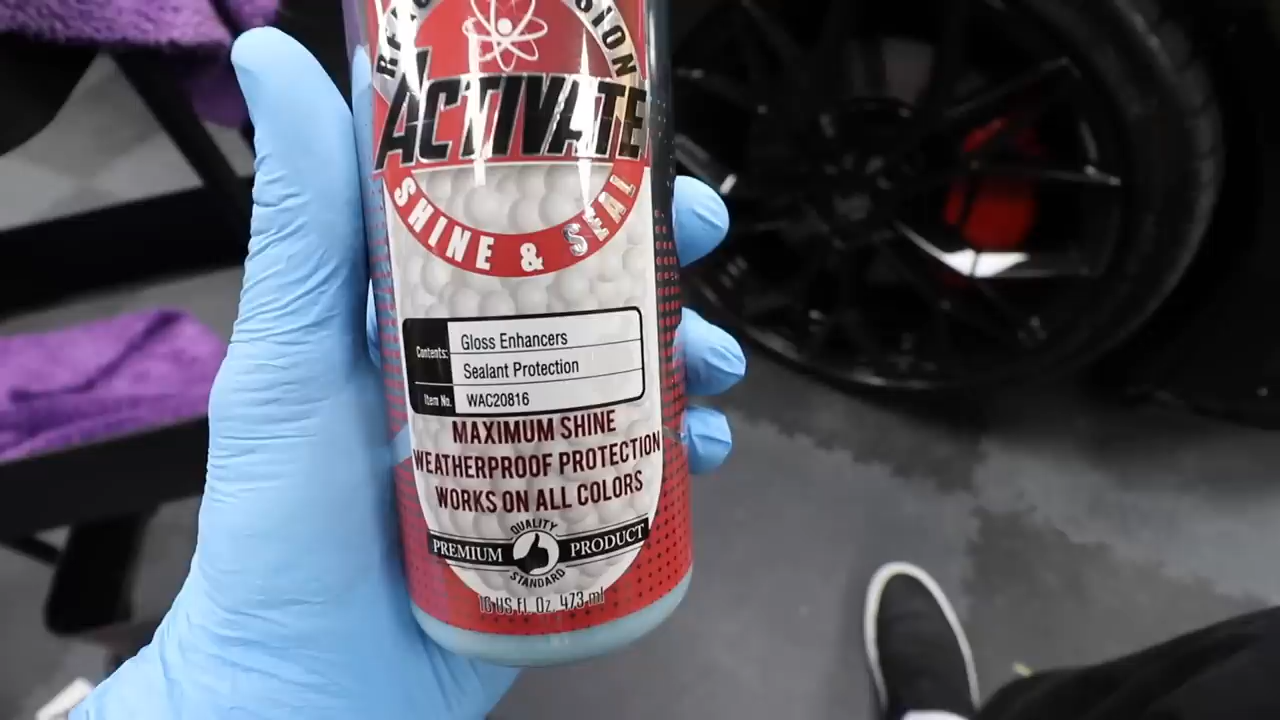 ACTIVATE
SHINE & SEAL
Contents:
Gloss Enhancers
Sealant Protection
Item No.
WAC20816
MAXIMUM SHINE
WEATHERPROOF PROTECTION
WORKS ON ALL COLORS
QUALITY
PREMIUM PRODUCT
STANDARD
16 US Fl. Oz. 473 ml